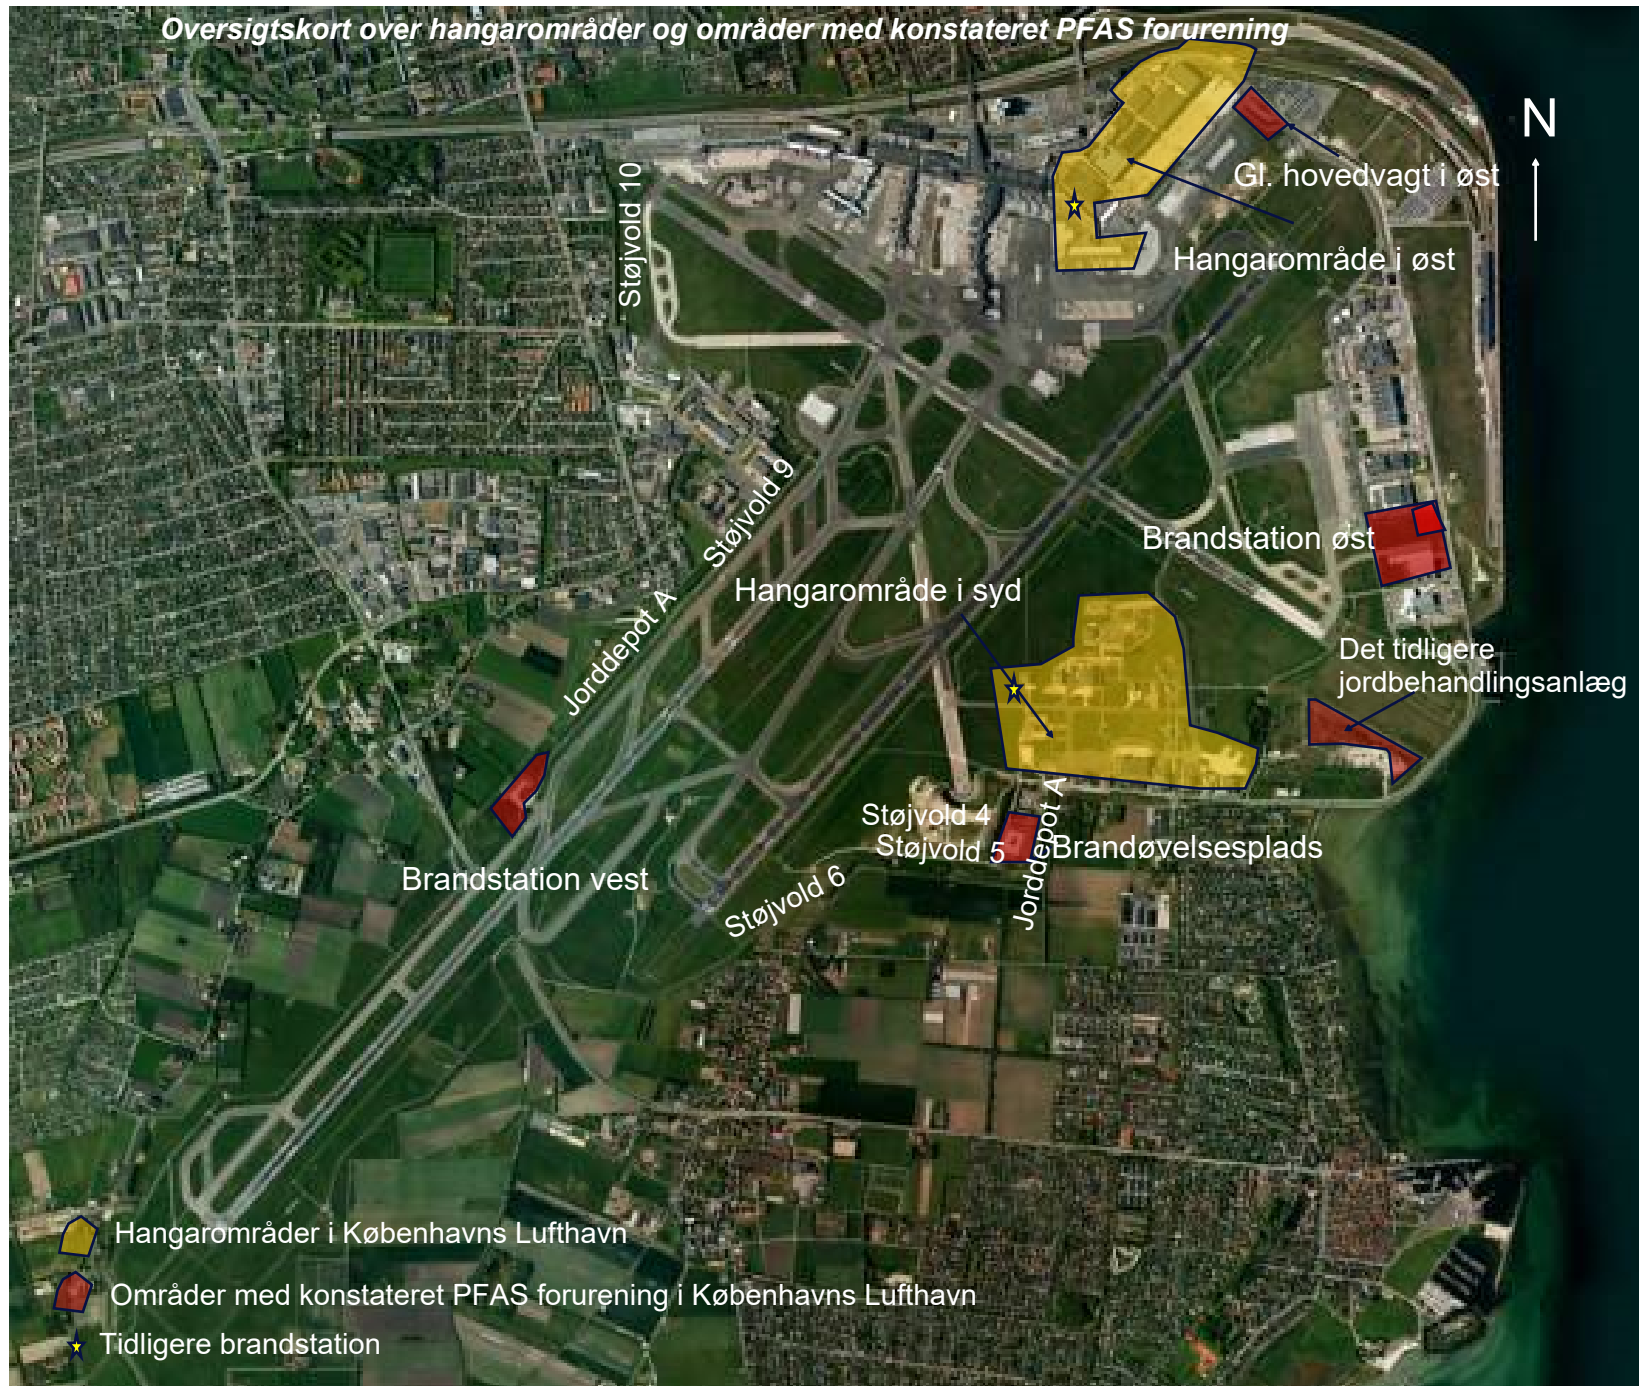 Oversigtskort over hangarområder og områder med konstateret PFAS forurening
N
Gl. hovedvagt i øst
Støjvold 10
Hangarområde i øst
Støjvold 9
Brandstation øst
Hangarområde i syd
Jorddepot A
Det tidligere
jordbehandlingsanlæg
Støjvold 4
Støjvold 5
Jorddepot A
Brandøvelsesplads
Brandstation vest
Støjvold 6
Hangarområder i Københavns Lufthavn
Områder med konstateret PFAS forurening i Københavns Lufthavn
Tidligere brandstation